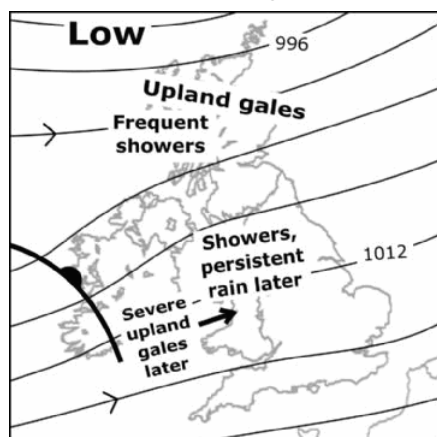 Low
996
Upland gales
Frequent
showers
Showers,
persistent
rain later
1012
Severe
upland
gales
later